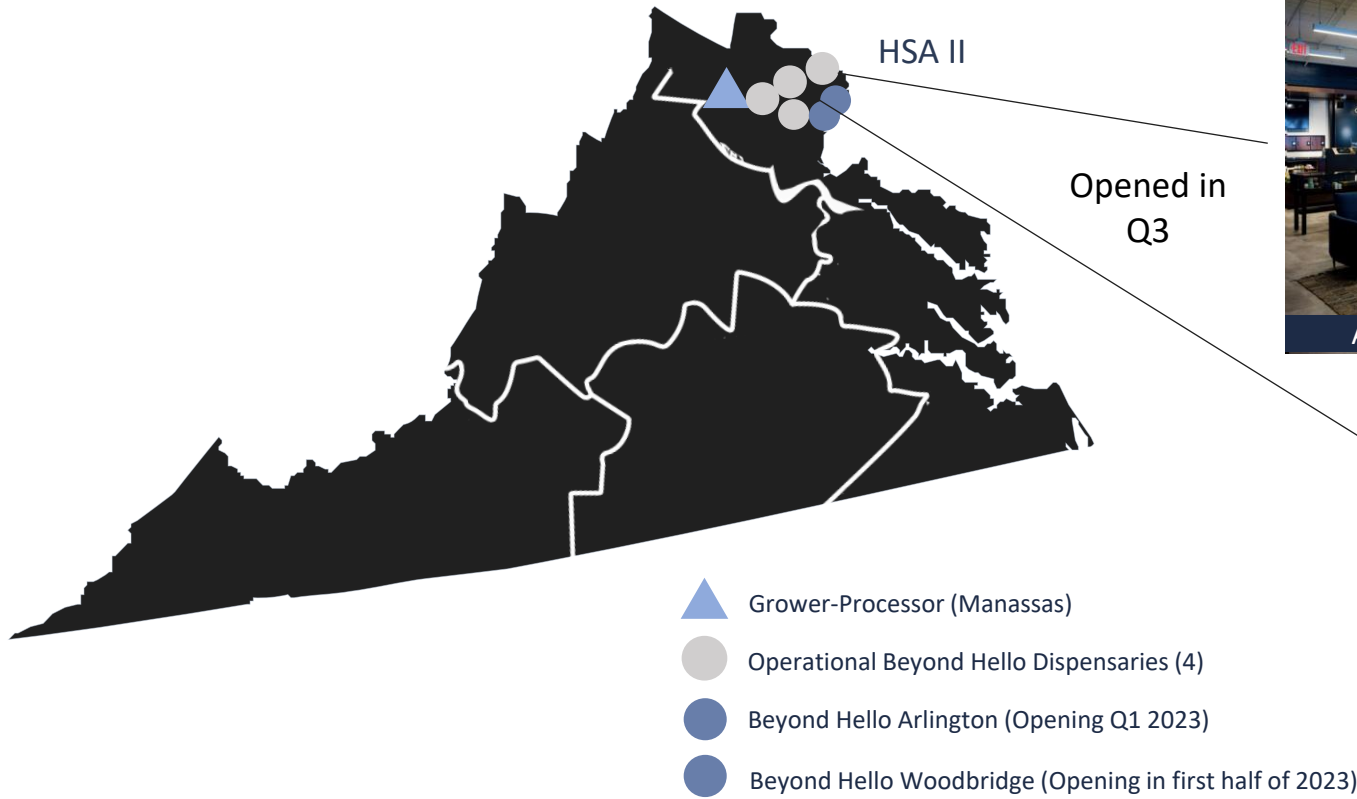 HSA II
EXIT
Opened in
Q3
A
Grower-Processor (Manassas)
Operational Beyond Hello Dispensaries (4)
Beyond Hello Arlington (Opening Q1 2023)
Beyond Hello Woodbridge (Opening in first half of 2023)